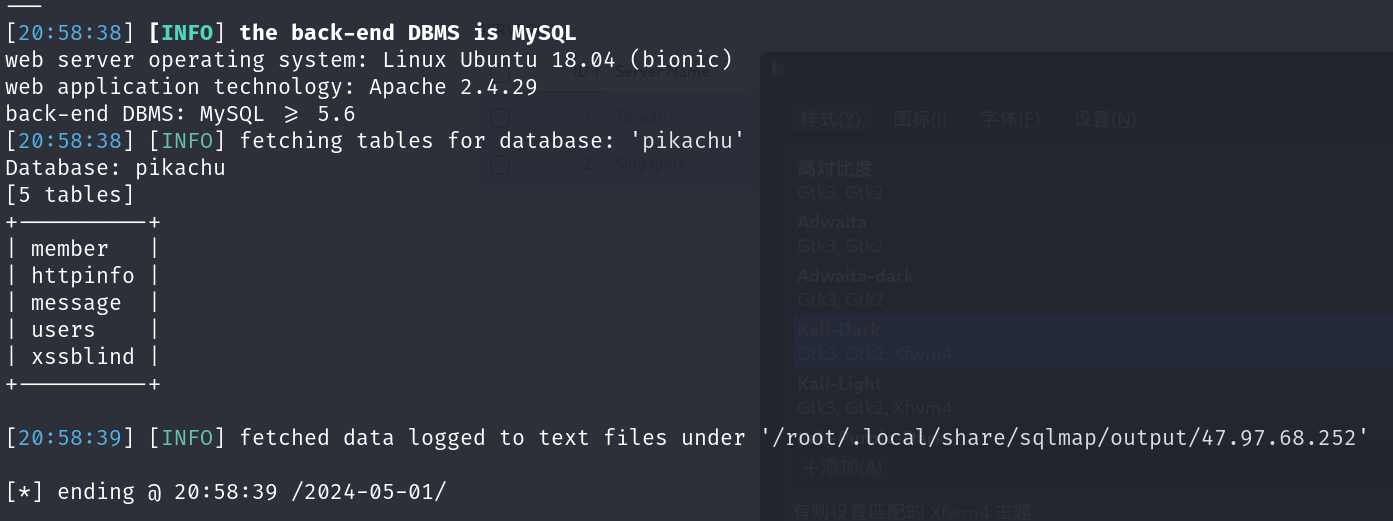 [20:58:38] [INFO] the back-end DBMS is MySQL
web server operating system: Linux Ubuntu 18.04 (bionic)
web application technology: Apache 2.4.29
back-end DBMS: MySQL ≥ 5.6
[20:58:38] [INFO] fetching tables for database: 'pikachu'
Database: pikachu
[5 tables]
+----------+
| member   |
| httpinfo |
| message  |
| users    |
| xssblind |
+----------+
[20:58:39] [INFO] fetched data logged to text files under '/root/.local/share/sqlmap/output/47.97.68.252'
[*] ending @ 20:58:39 /2024-05-01/
ID↑ Server Name
1 Taiwan7
2 Singapore
样式(Y) 图标(I) 字体(F) 设置(N)
高对比度
Gtk3, Gtk2
Adwaita
Gtk3, Gtk2
Adwaita-dark
Gtk3, Gtk2
Kali-Dark
Gtk3, Gtk2, Xfwm4
Kali-Light
Gtk3, Gtk2, Xfwm4
+添加(A)
有则设置匹配的 Xfwm4 主题